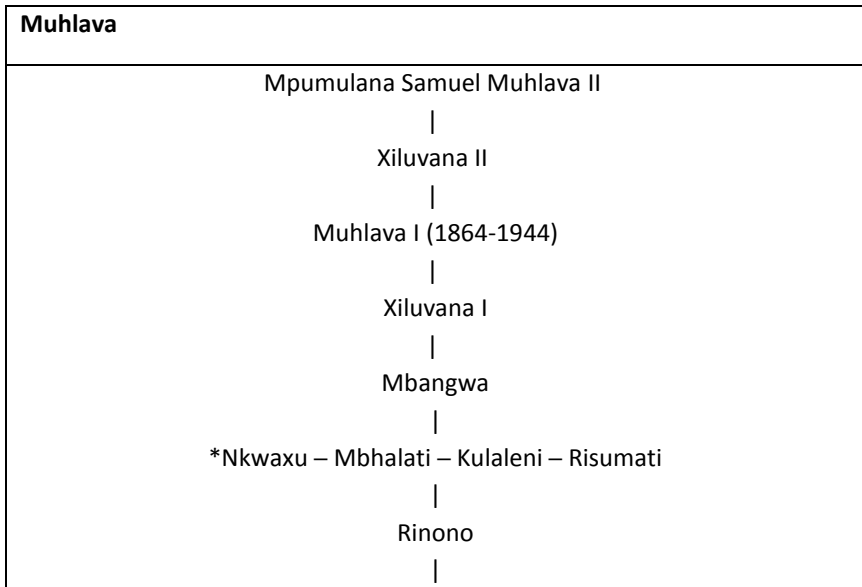 Muhlava
Mpumulana Samuel Muhlava II
|
Xiluvana II
|
Muhlava I (1864-1944)
|
Xiluvana I
|
Mbangwa
|
*Nkwaxu – Mbhalati – Kulaleni – Risumati
|
Rinono
|